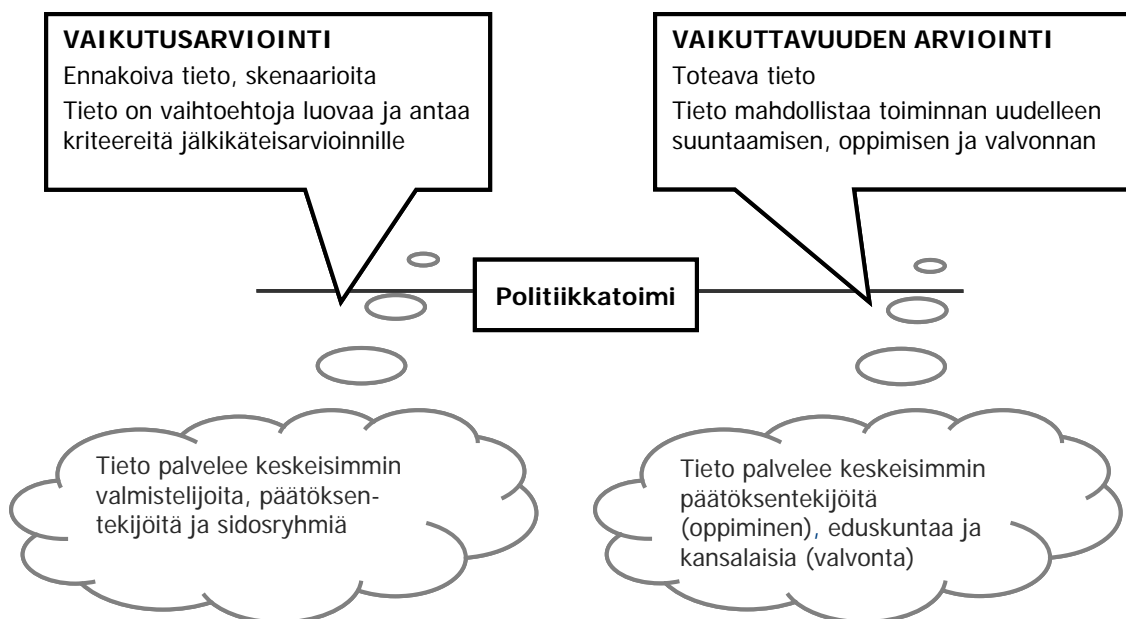 VAIKUTUSARVIOINTI
Ennakoiva tieto, skenaarioita
Tieto on vaihtoehtoja luovaa ja antaa
kriteereitä jälkikäteisarvioinnille
VAIKUTTAVUUDEN ARVIOINTI
Toteava tieto
Tieto mahdollistaa toiminnan uudelleen
suuntaamisen, oppimisen ja valvonnan
Politiikkatoimi
Tieto palvelee keskeisimmin
valmistelijoita, päätöksen-
tekijöitä ja sidosryhmiä
Tieto palvelee keskeisimmin
päätöksentekijöitä
(oppiminen), eduskuntaa ja
kansalaisia (valvonta)